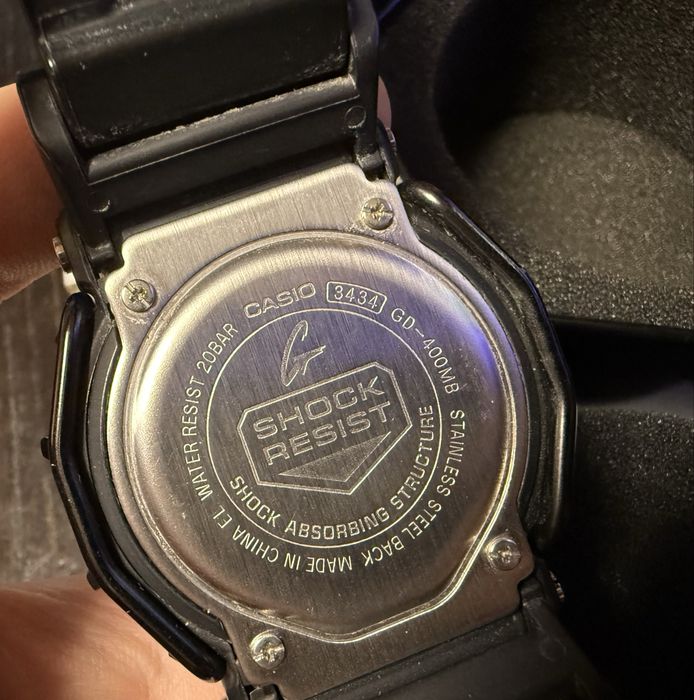 CASIO 3434 GD-400MB STAINLESS STEEL BACK MADE IN CHINA EL WATER RESIST 20BAR
G
SHOCK
RESIST
SHOCK ABSORBING STRUCTURE